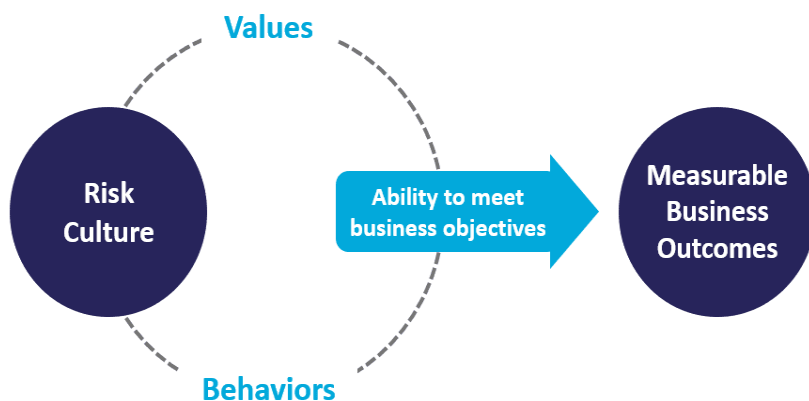 Values
Risk
Culture
Ability to meet
business objectives
Measurable
Business
Outcomes
Behaviors